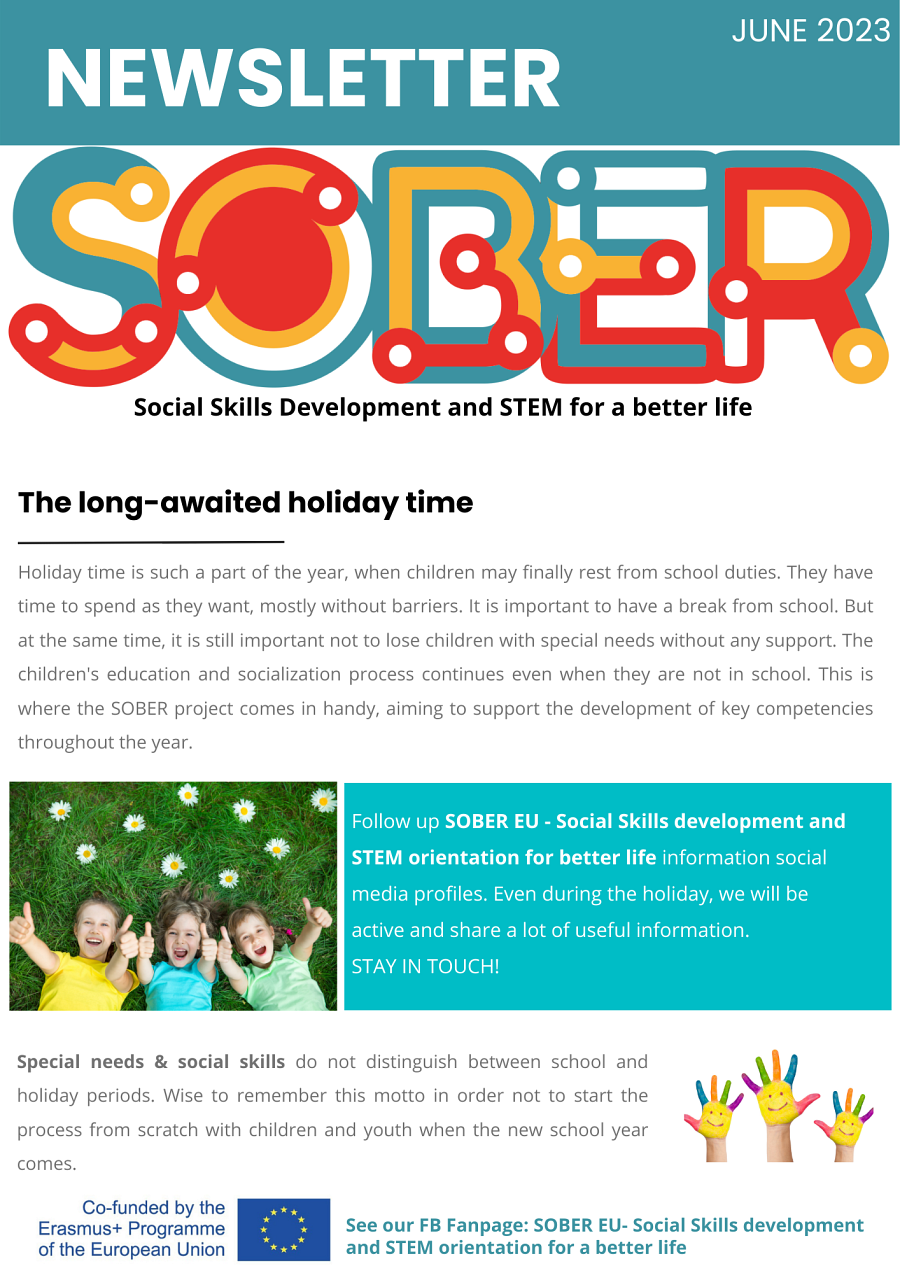 JUNE 2023
NEWSLETTER
SOBER
Social Skills Development and STEM for a better life
The long-awaited holiday time
Holiday time is such a part of the year, when children may finally rest from school duties. They have
time to spend as they want, mostly without barriers. It is important to have a break from school. But
at the same time, it is still important not to lose children with special needs without any support. The
children's education and socialization process continues even when they are not in school. This is
where the SOBER project comes in handy, aiming to support the development of key competencies
throughout the year.
Follow up SOBER EU - Social Skills development and
STEM orientation for better life information social
media profiles. Even during the holiday, we will be
active and share a lot of useful information.
STAY IN TOUCH!
Special needs & social skills do not distinguish between school and
holiday periods. Wise to remember this motto in order not to start the
process from scratch with children and youth when the new school year
comes.
Co-funded by the
Erasmus+ Programme
of the European Union
See our FB Fanpage: SOBER EU- Social Skills development
and STEM orientation for a better life